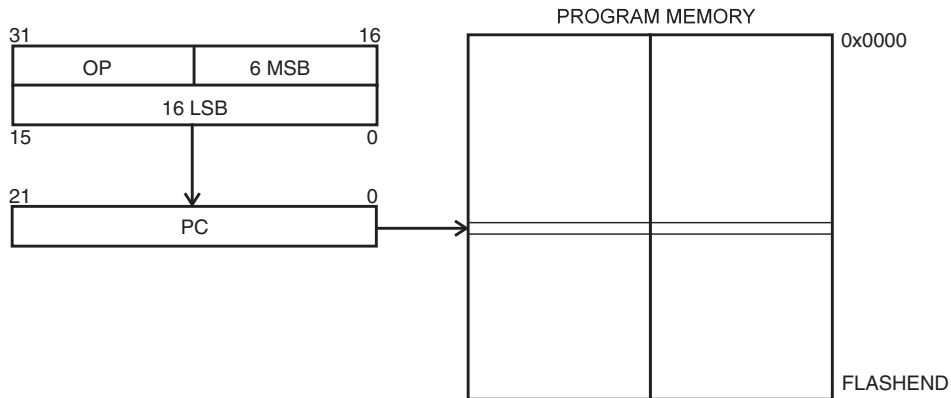 PROGRAM MEMORY
31 16
0x0000
OP 6 MSB
16 LSB
15 0
21 0
PC
FLASHEND